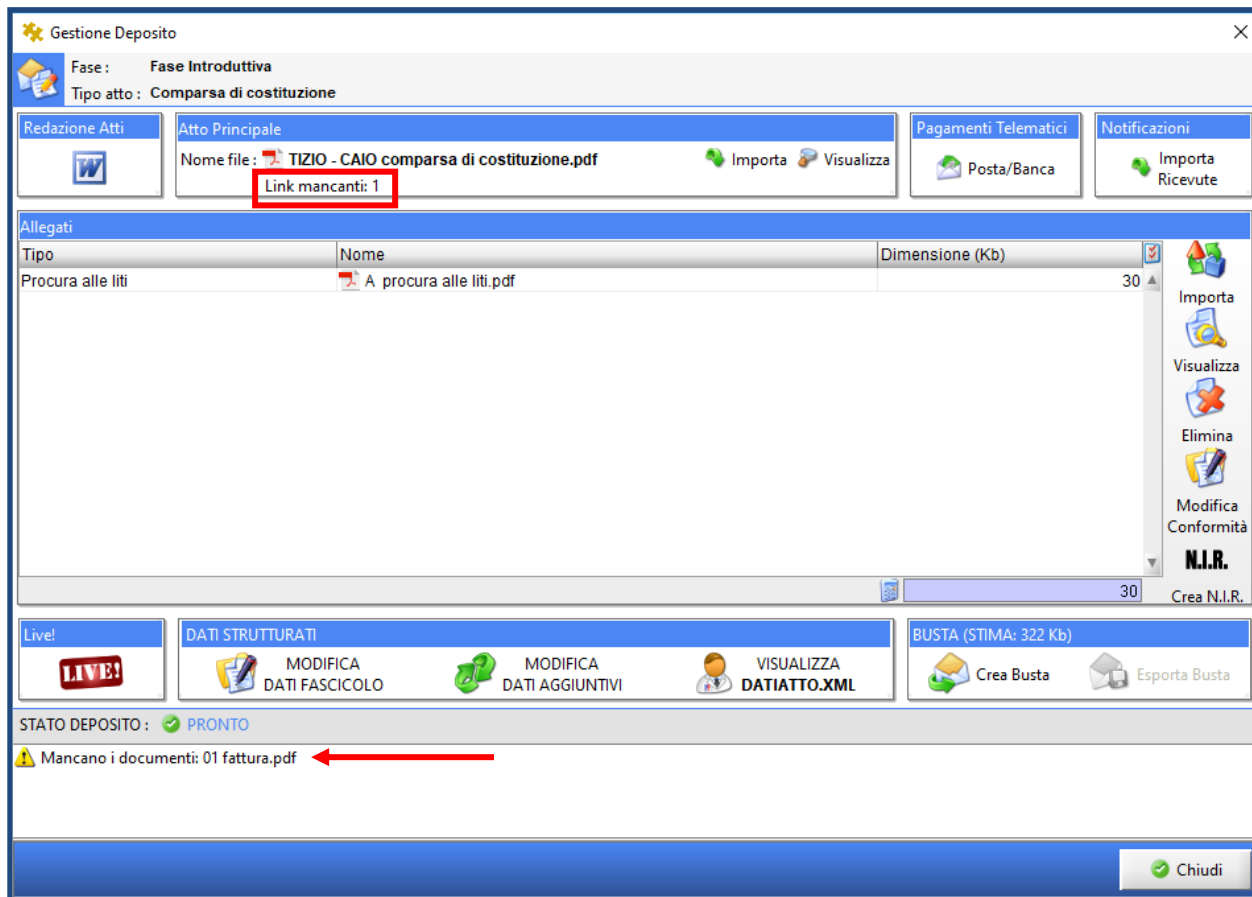 Gestione Deposito
Fase : Fase Introduttiva
Tipo atto : Comparsa di costituzione
Redazione Atti
Atto Principale
Nome file : TIZIO - CAIO comparsa di costituzione.pdf
Importa Visualizza
Link mancanti: 1
Pagamenti Telematici
Posta/Banca
Notificazioni
Importa
Ricevute
Allegati
Tipo Nome Dimensione (Kb)
Procura alle liti A procura alle liti.pdf 30
Importa
Visualizza
Elimina
Modifica
Conformità
N.I.R.
Crea N.I.R.
30
Live!
LIVE!
DATI STRUTTURATI
MODIFICA
DATI FASCICOLO
MODIFICA
DATI AGGIUNTIVI
VISUALIZZA
DATIATTO.XML
BUSTA (STIMA: 322 Kb)
Crea Busta
Esporta Busta
STATO DEPOSITO : PRONTO
Mancano i documenti: 01 fattura.pdf
Chiudi